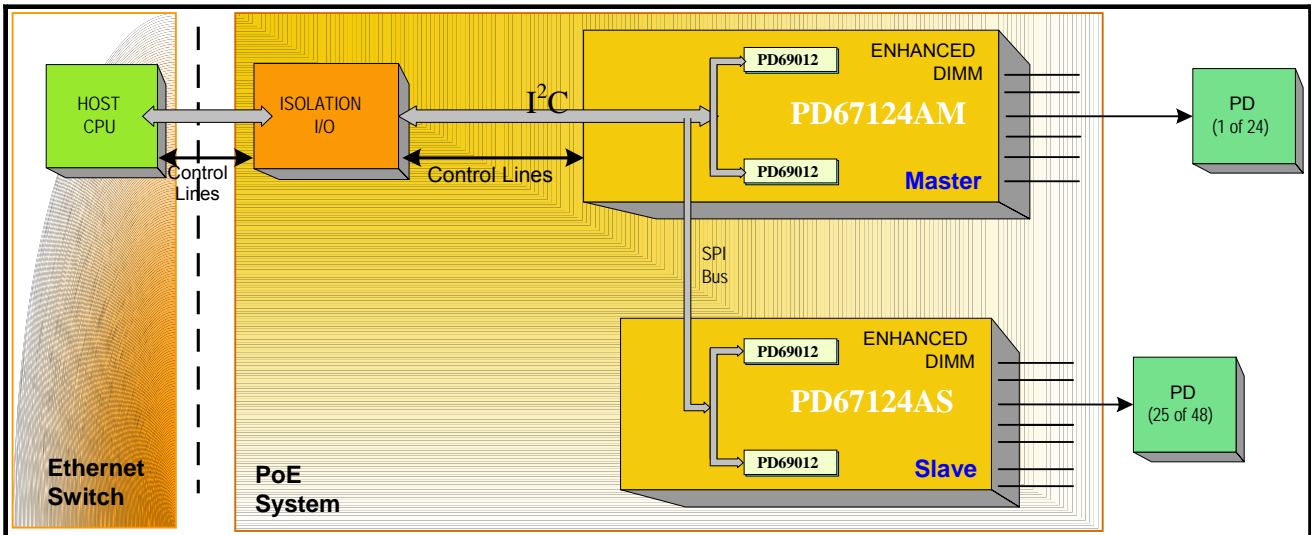 HOST
CPU
ISOLATION
I/O
I²C
Control
Lines
Control Lines
PD69012
ENHANCED
DIMM
PD67124AM
PD69012
Master
PD
(1 of 24)
SPI
Bus
PD69012
ENHANCED
DIMM
PD67124AS
PD69012
Slave
PD
(25 of 48)
Ethernet
Switch
PoE
System